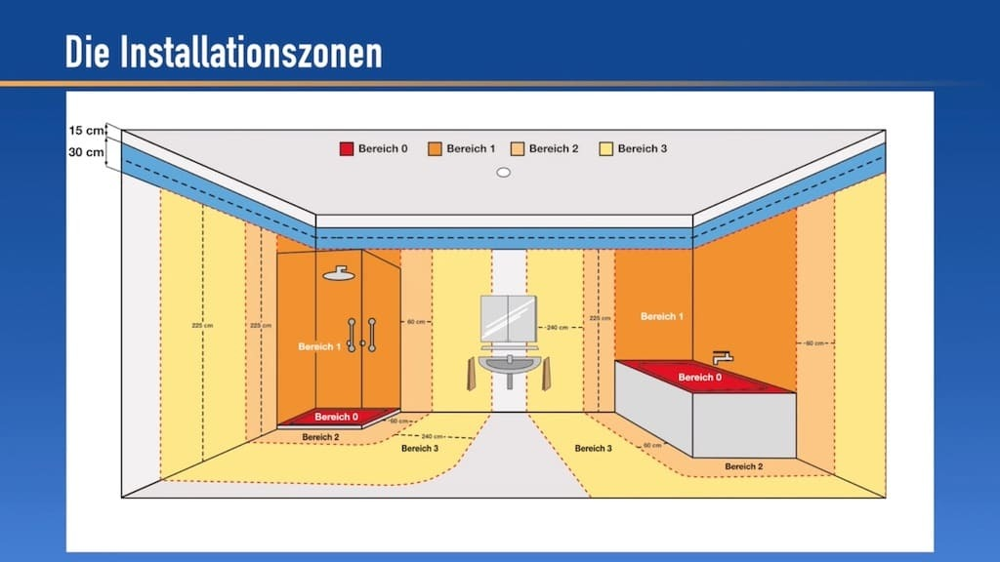 Die Installationszonen
15 cm
30 cm
Bereich 0
Bereich 1
Bereich 2
Bereich 3
225 cm
225 cm
60 cm
240 cm
225 cm
60 cm
Bereich 1
Bereich 1
Bereich 0
Bereich 0
60 cm
240 cm
60 cm
Bereich 2
Bereich 3
Bereich 3
Bereich 2